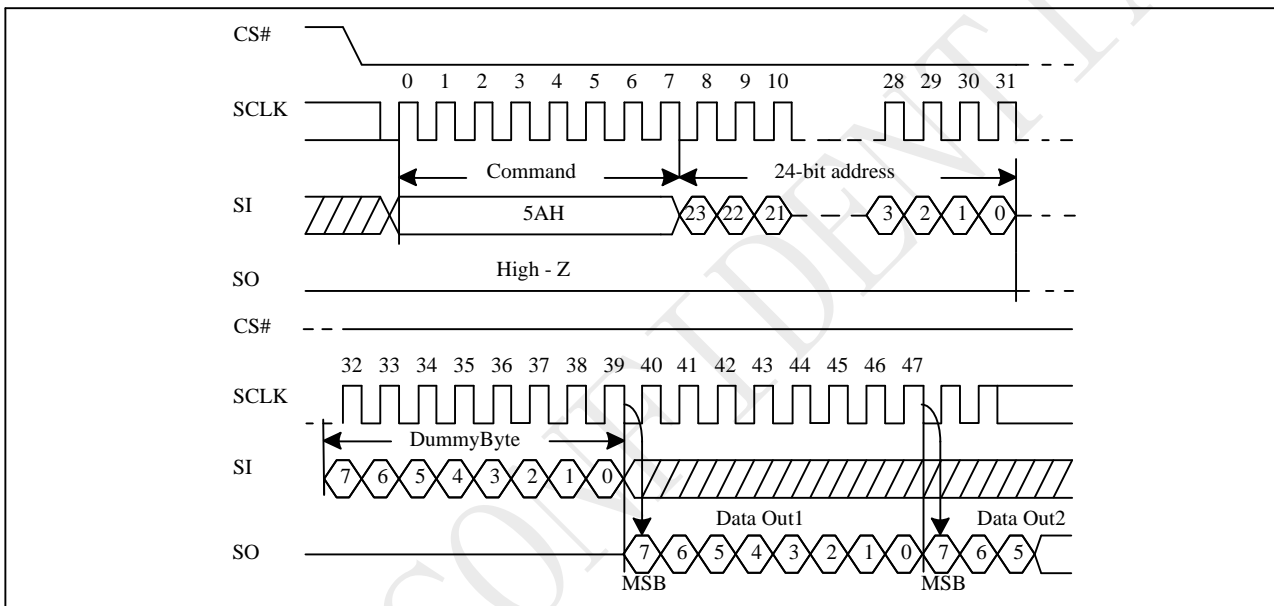 CS#
0 1 2 3 4 5 6 7 8 9 10 28 29 30 31
SCLK
Command 24-bit address
SI 5AH 23 22 21 3 2 1 0
High - Z
SO
CS#
32 33 34 35 36 37 38 39 40 41 42 43 44 45 46 47
SCLK
DummyByte
SI 7 6 5 4 3 2 1 0
Data Out1 Data Out2
SO 7 6 5 4 3 2 1 0 7 6 5
MSB MSB